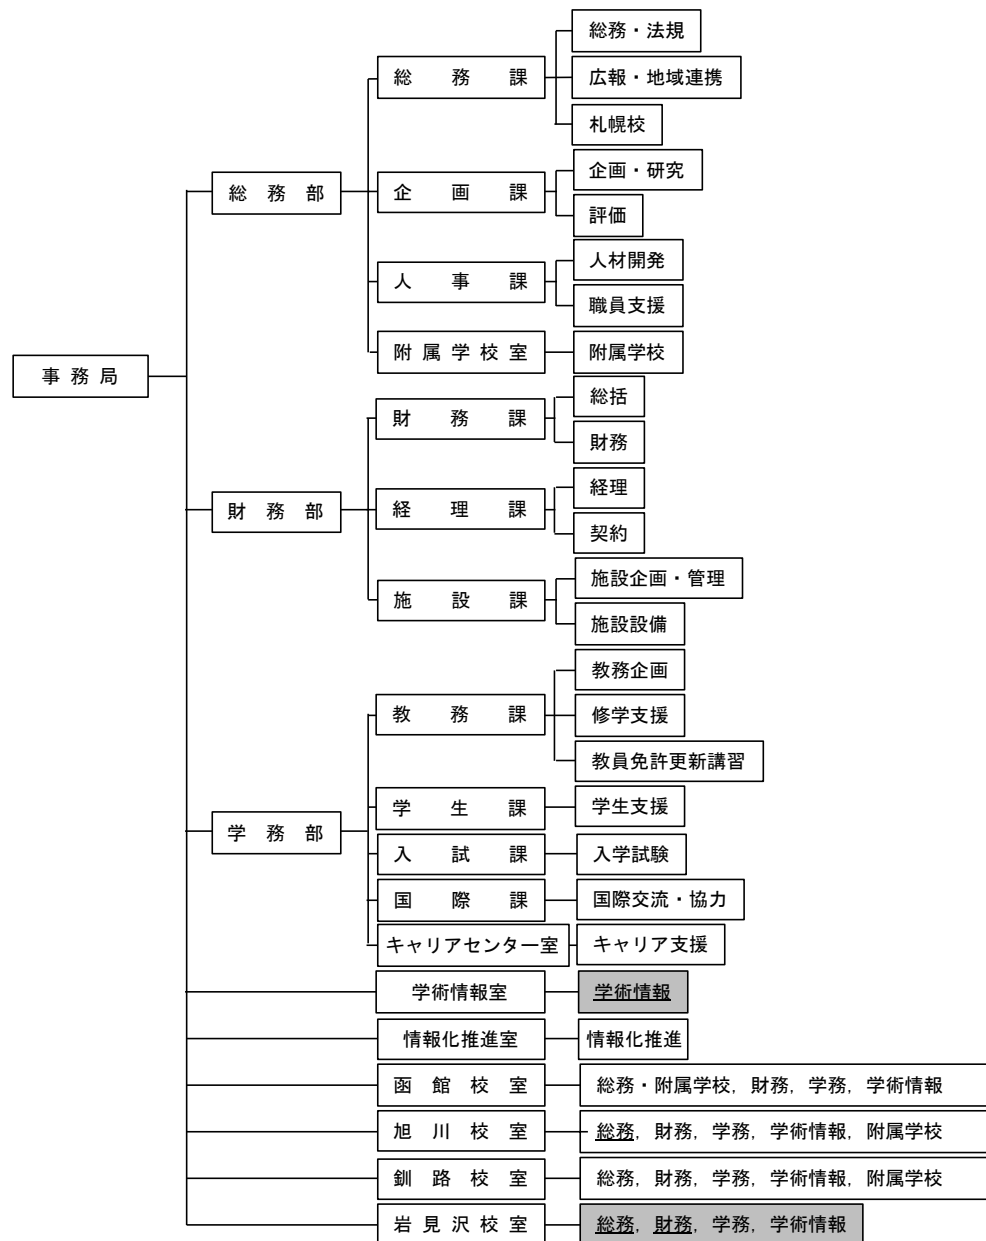 総務・法規
総務課
広報・地域連携
札幌校
企画・研究
総務部
企画課
評価
人材開発
人事課
職員支援
附属学校室
附属学校
事務局
総括
財務課
財務
経理
財務部
経理課
契約
施設企画・管理
施設課
施設設備
教務企画
教務課
修学支援
教員免許更新講習
学生課
学生支援
学務部
入試課
入学試験
国際課
国際交流・協力
キャリアセンター室
キャリア支援
学術情報室
学術情報
情報化推進室
情報化推進
函館校室
総務・附属学校, 財務, 学務, 学術情報
旭川校室
総務, 財務, 学務, 学術情報, 附属学校
釧路校室
総務, 財務, 学務, 学術情報, 附属学校
岩見沢校室
総務, 財務, 学務, 学術情報